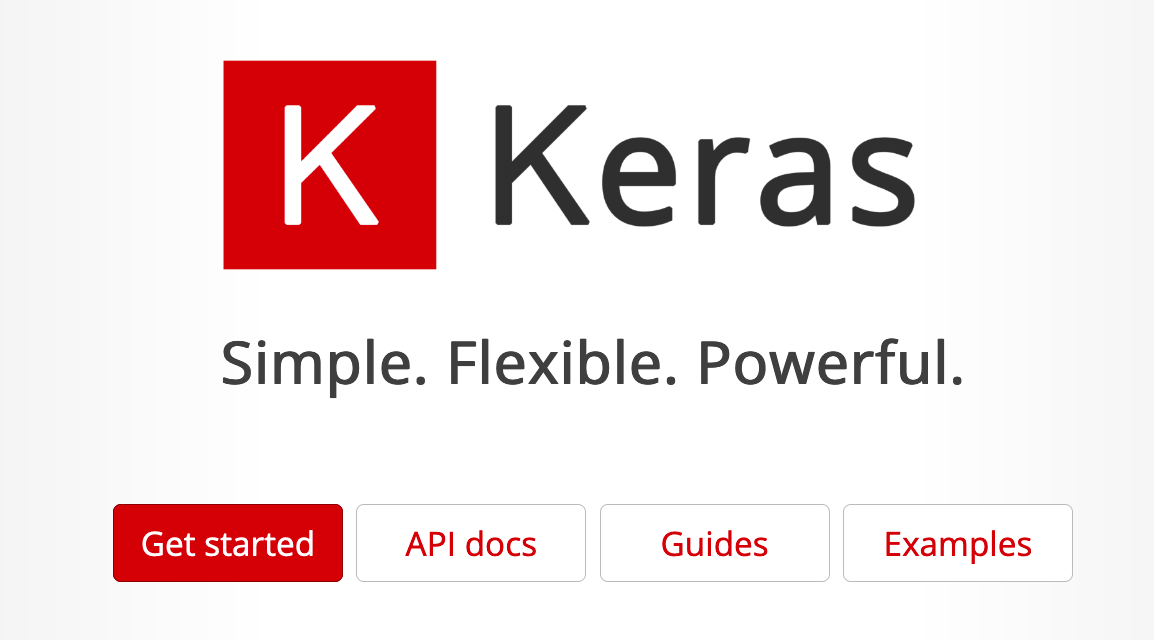 K Keras
Simple. Flexible. Powerful.
Get started API docs Guides Examples